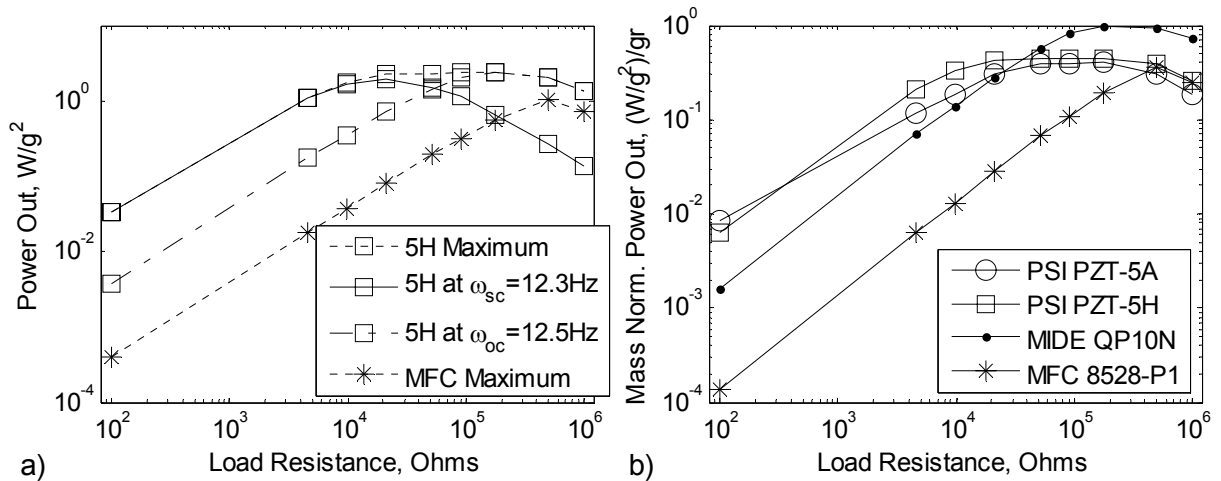 Power Out, W/g²
10⁰
10⁻²
10⁻⁴
5H Maximum
5H at ω_sc=12.3Hz
5H at ω_oc=12.5Hz
MFC Maximum
10² 10³ 10⁴ 10⁵ 10⁶
Load Resistance, Ohms
a)
Mass Norm. Power Out, (W/g²)/gr
10⁰
10⁻¹
10⁻²
10⁻³
10⁻⁴
PSI PZT-5A
PSI PZT-5H
MIDE QP10N
MFC 8528-P1
10² 10³ 10⁴ 10⁵ 10⁶
Load Resistance, Ohms
b)